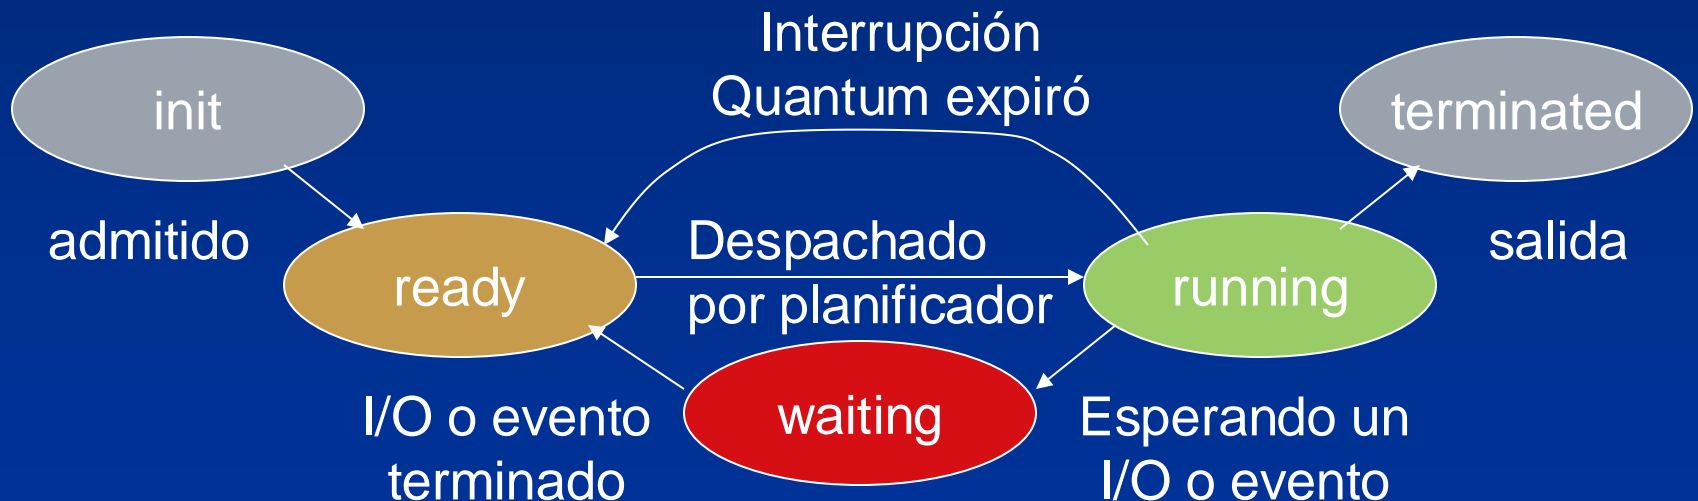 Interrupción
Quantum expiró
init
terminated
admitido
Despachado
salida
ready
por planificador
running
I/O o evento
terminado
waiting
Esperando un
I/O o evento